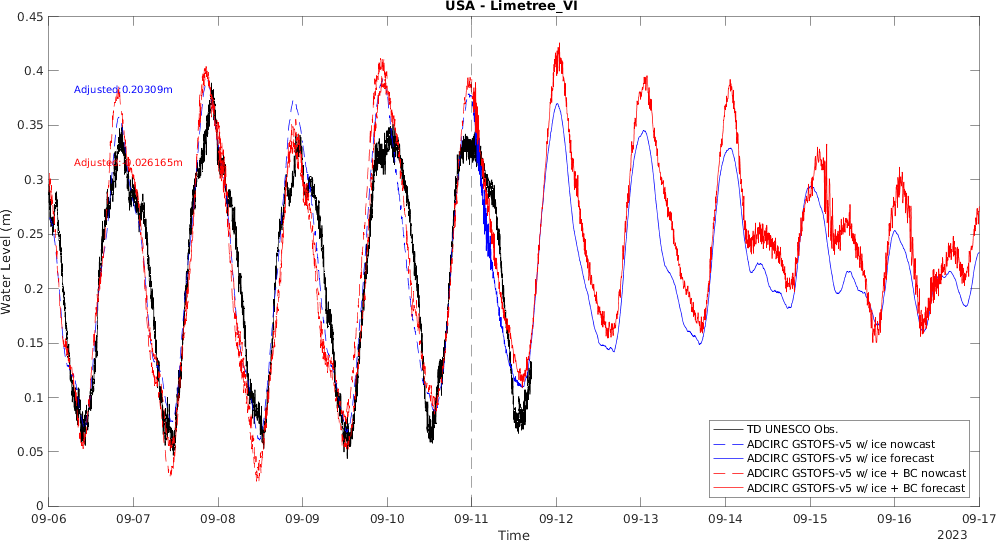 USA - Limetree_VI
0.45
0.4
0.35
0.3
0.25
0.2
0.15
0.1
0.05
0
Water Level (m)
Adjusted:0.20309m
Adjusted:-0.026165m
TD UNESCO Obs.
ADCIRC GSTOFS-v5 w/ ice nowcast
ADCIRC GSTOFS-v5 w/ ice forecast
ADCIRC GSTOFS-v5 w/ ice + BC nowcast
ADCIRC GSTOFS-v5 w/ ice + BC forecast
09-06 09-07 09-08 09-09 09-10 09-11 09-12 09-13 09-14 09-15 09-16 09-17
Time
2023